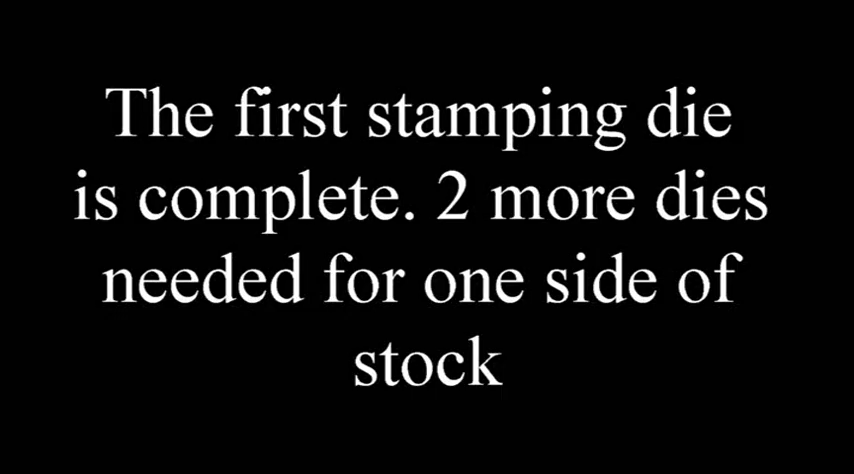 The first stamping die
is complete. 2 more dies
needed for one side of
stock